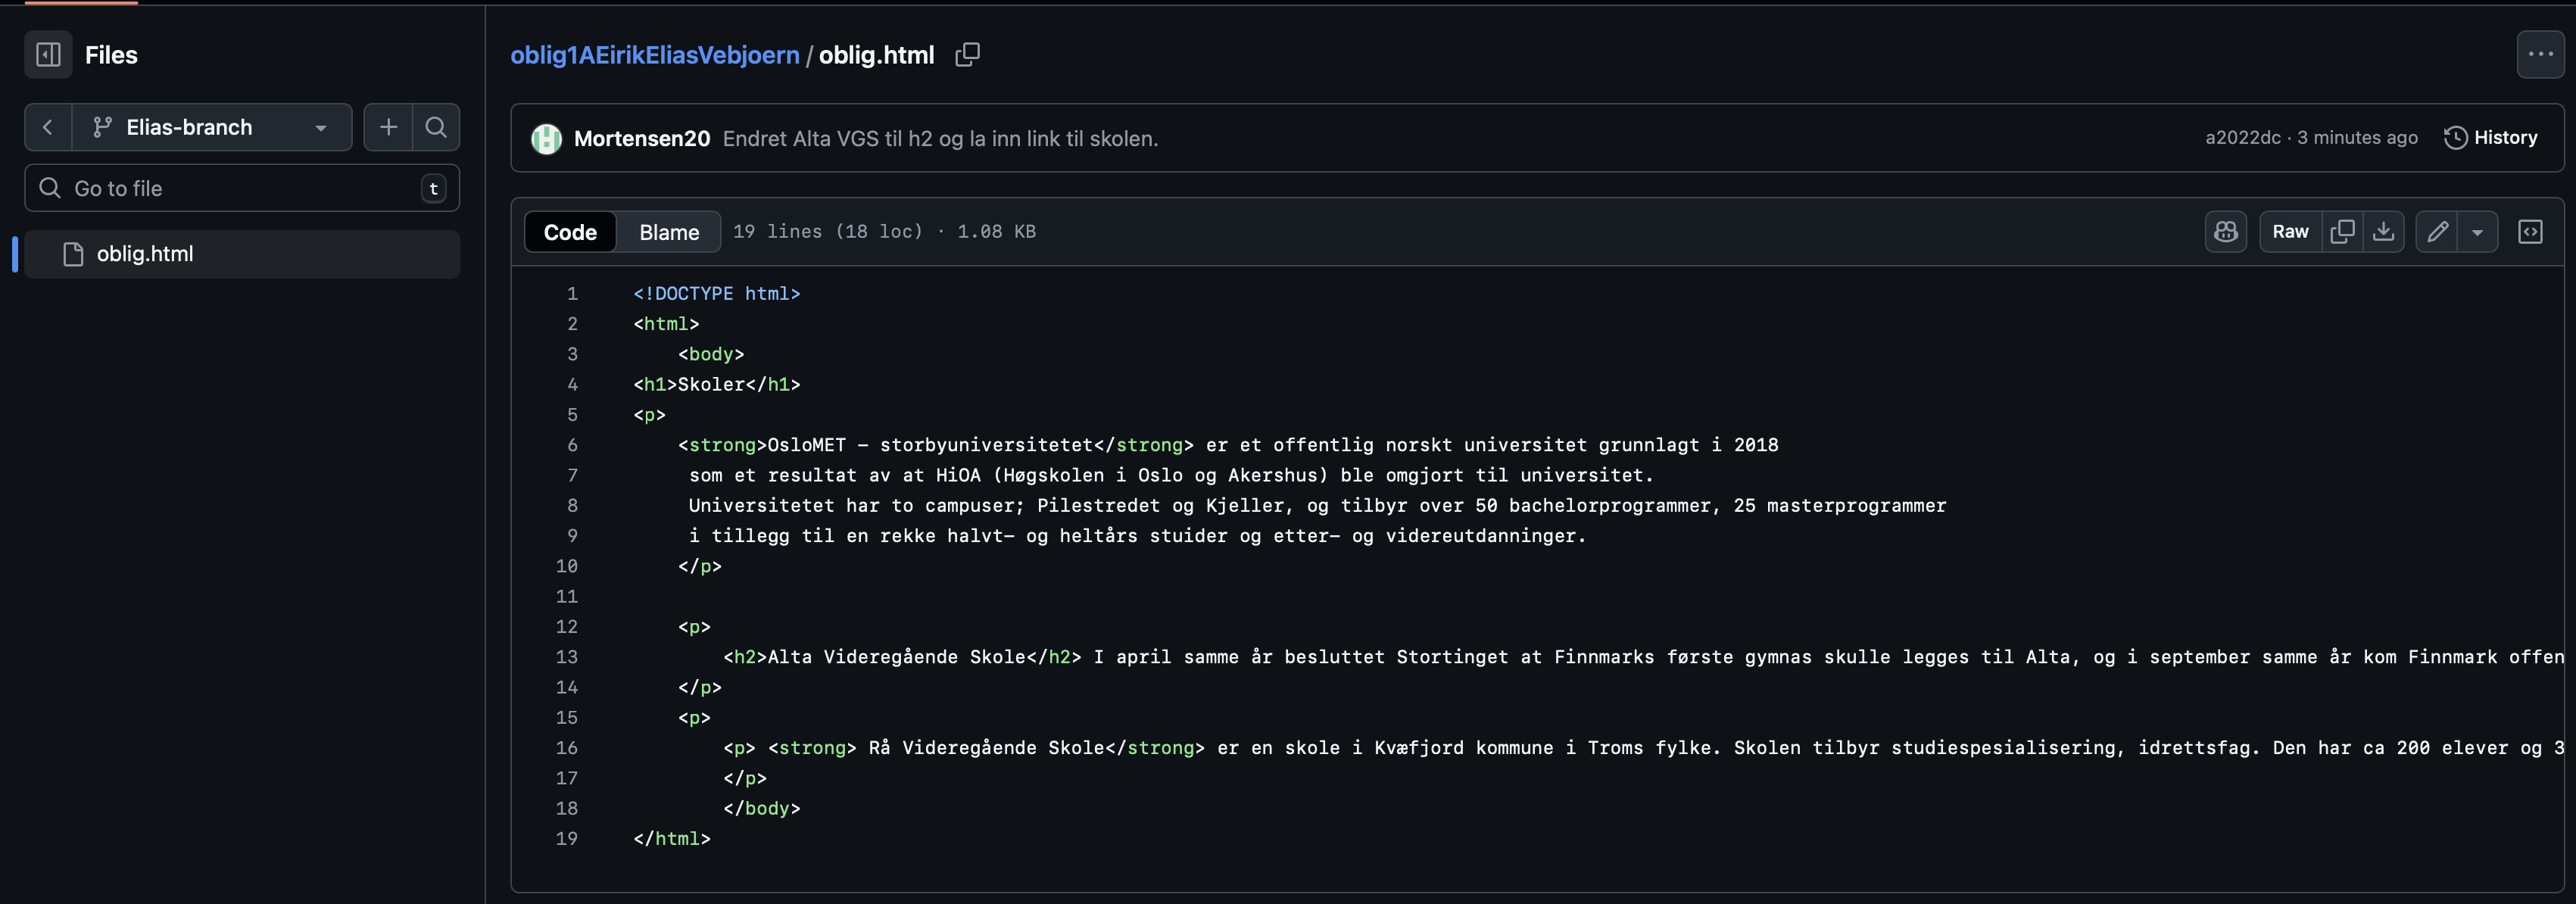 Files
Elias-branch
Go to file
t
oblig.html
oblig1AEirikEliasVebjoern / oblig.html
Mortensen20 Endret Alta VGS til h2 og la inn link til skolen.
a2022dc · 3 minutes ago History
Code Blame 19 lines (18 loc) · 1.08 KB
Raw
1 <!DOCTYPE html>
2 <html>
3 <body>
4 <h1>Skoler</h1>
5 <p>
6 <strong>OsloMET – storbyuniversitetet</strong> er et offentlig norskt universitet grunnlagt i 2018
7 som et resultat av at HiOA (Høgskolen i Oslo og Akershus) ble omgjort til universitet.
8 Universitetet har to campuser; Pilestredet og Kjeller, og tilbyr over 50 bachelorprogrammer, 25 masterprogrammer
9 i tillegg til en rekke halvt- og heltårs stuider og etter- og videreutdanninger.
10 </p>
11
12 <p>
13 <h2>Alta Videregående Skole</h2> I april samme år besluttet Stortinget at Finnmarks første gymnas skulle legges til Alta, og i september samme år kom Finnmark offen
14 </p>
15 <p>
16 <p> <strong> Rå Videregående Skole</strong> er en skole i Kvæfjord kommune i Troms fylke. Skolen tilbyr studiespesialisering, idrettsfag. Den har ca 200 elever og 3
17 </p>
18 </body>
19 </html>